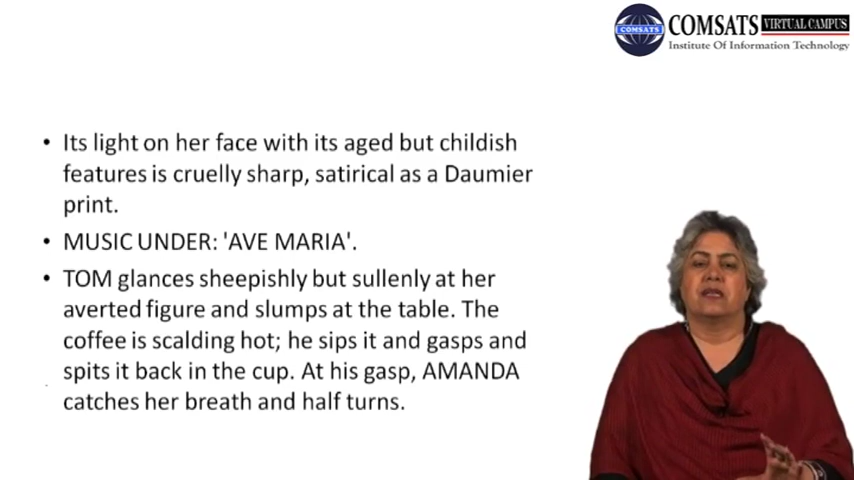 COMSATS VIRTUAL CAMPUS
COMSATS
Institute Of Information Technology
• Its light on her face with its aged but childish
features is cruelly sharp, satirical as a Daumier
print.
• MUSIC UNDER: 'AVE MARIA'.
• TOM glances sheepishly but sullenly at her
averted figure and slumps at the table. The
coffee is scalding hot; he sips it and gasps and
spits it back in the cup. At his gasp, AMANDA
catches her breath and half turns.